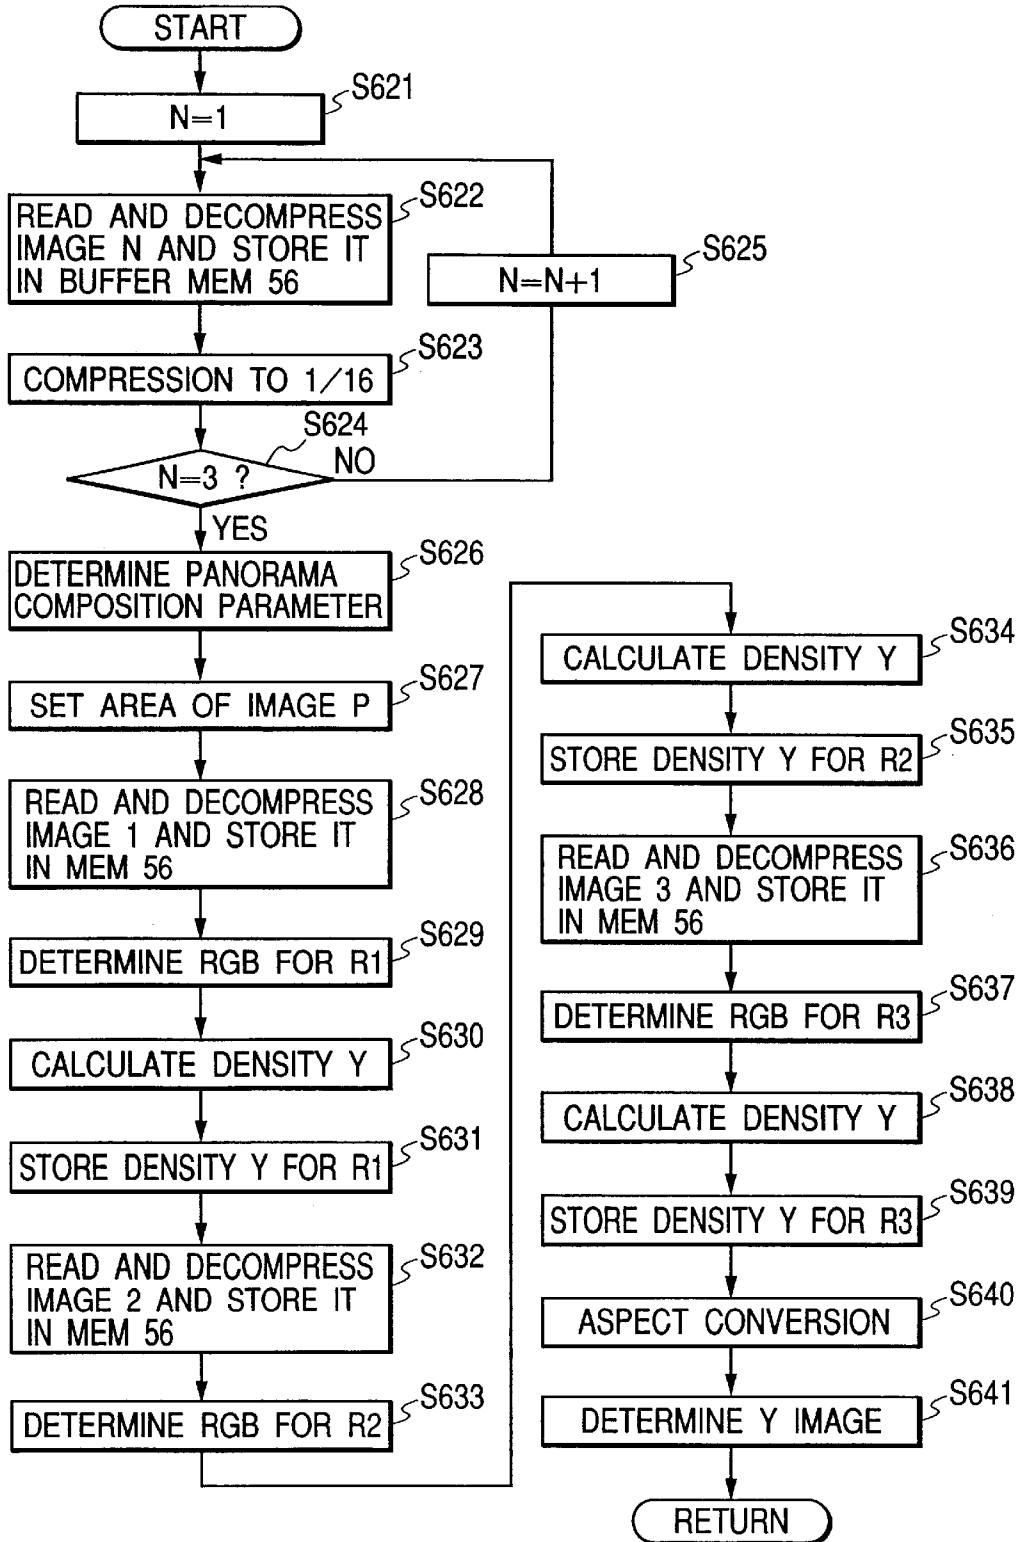 START
S621
N=1
S622
READ AND DECOMPRESS
IMAGE N AND STORE IT
IN BUFFER MEM 56
S625
N=N+1
S623
COMPRESSION TO 1/16
S624
N=3 ?
NO
YES
S626
DETERMINE PANORAMA
COMPOSITION PARAMETER
S627
SET AREA OF IMAGE P
S628
READ AND DECOMPRESS
IMAGE 1 AND STORE IT
IN MEM 56
S629
DETERMINE RGB FOR R1
S630
CALCULATE DENSITY Y
S631
STORE DENSITY Y FOR R1
S632
READ AND DECOMPRESS
IMAGE 2 AND STORE IT
IN MEM 56
S633
DETERMINE RGB FOR R2
S634
CALCULATE DENSITY Y
S635
STORE DENSITY Y FOR R2
S636
READ AND DECOMPRESS
IMAGE 3 AND STORE IT
IN MEM 56
S637
DETERMINE RGB FOR R3
S638
CALCULATE DENSITY Y
S639
STORE DENSITY Y FOR R3
S640
ASPECT CONVERSION
S641
DETERMINE Y IMAGE
RETURN